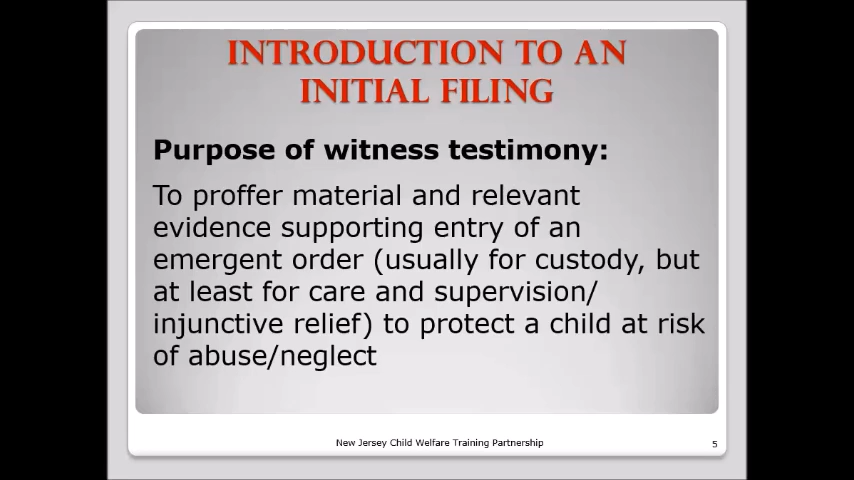 INTRODUCTION TO AN
INITIAL FILING
Purpose of witness testimony:
To proffer material and relevant
evidence supporting entry of an
emergent order (usually for custody, but
at least for care and supervision/
injunctive relief) to protect a child at risk
of abuse/neglect
New Jersey Child Welfare Training Partnership
5